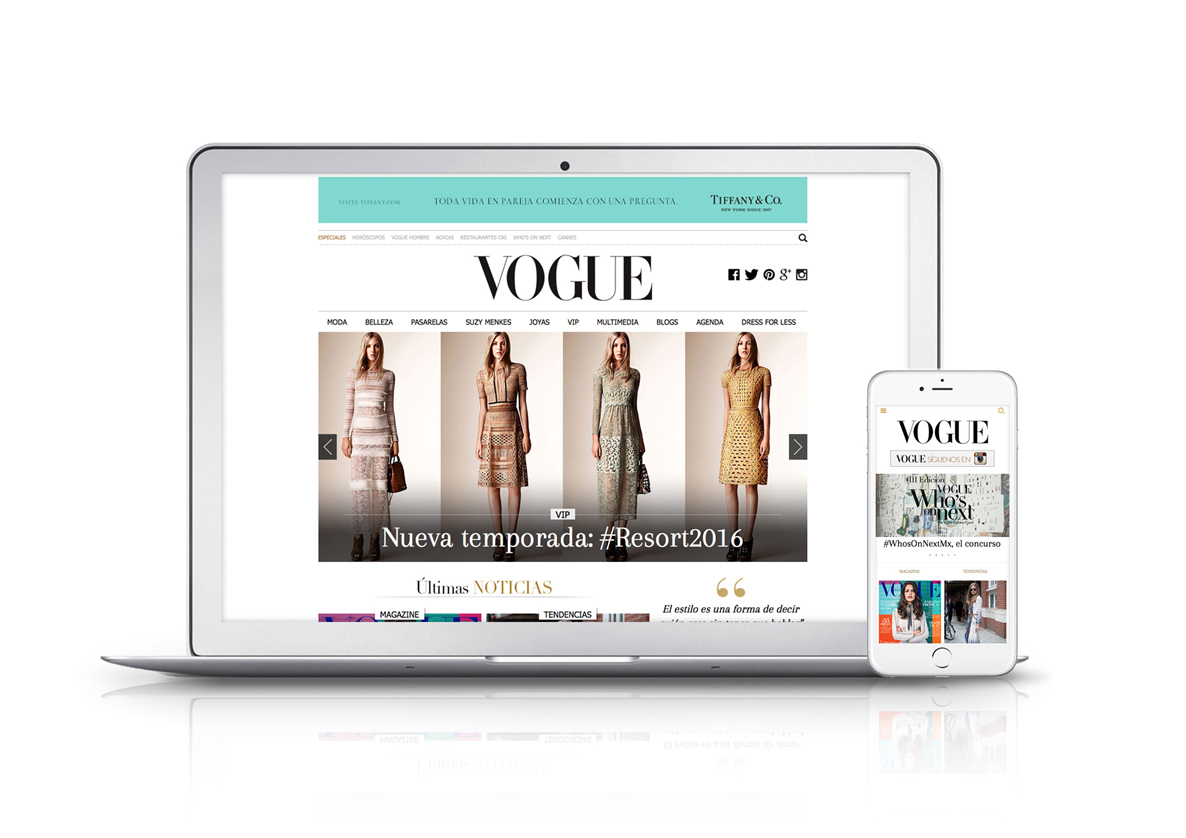 VISITE TIFFANY.COM
TODA VIDA EN PAREJA COMIENZA CON UNA PREGUNTA.
TIFFANY & CO.
NEW YORK SINCE 1837
ESPECIALES HORÓSCOPOS VOGUE HOMBRE NOVIAS RESTAURANTES CNI WHO'S ON NEXT CANNES
VOGUE
MODA BELLEZA PASARELAS SUZY MENKES JOYAS VIP MULTIMEDIA BLOGS AGENDA DRESS FOR LESS
VIP
Nueva temporada: #Resort2016
Últimas NOTICIAS
MAGAZINE
TENDENCIAS
“
El estilo es una forma de decir
VOGUE
VOGUE SÍGUENOS EN
III Edición
VOGUE
Who's
on
next
#WhosOnNextMx, el concurso
MAGAZINE
TENDENCIAS
VOGUE